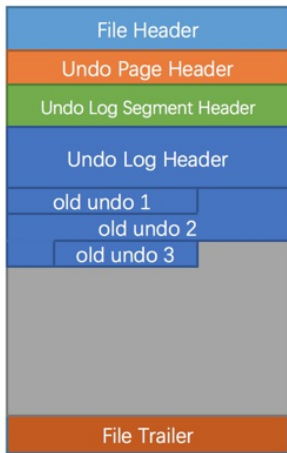 File Header
Undo Page Header
Undo Log Segment Header
Undo Log Header
old undo 1
old undo 2
old undo 3
File Trailer